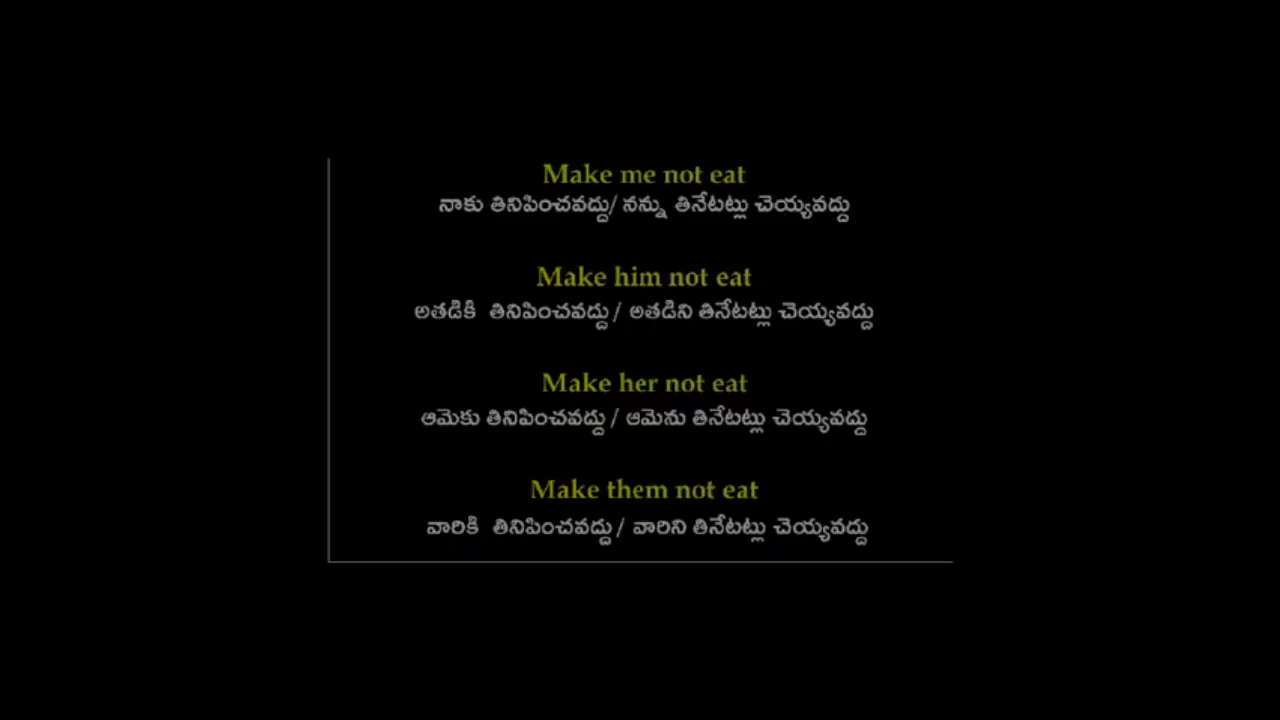 Make me not eat
నాకు తినిపించవద్దు/ నన్ను తినేటట్లు చెయ్యవద్దు
Make him not eat
అతడికి తినిపించవద్దు / అతడిని తినేటట్లు చెయ్యవద్దు
Make her not eat
ఆమెకు తినిపించవద్దు / ఆమెను తినేటట్లు చెయ్యవద్దు
Make them not eat
వారికి తినిపించవద్దు / వారిని తినేటట్లు చెయ్యవద్దు